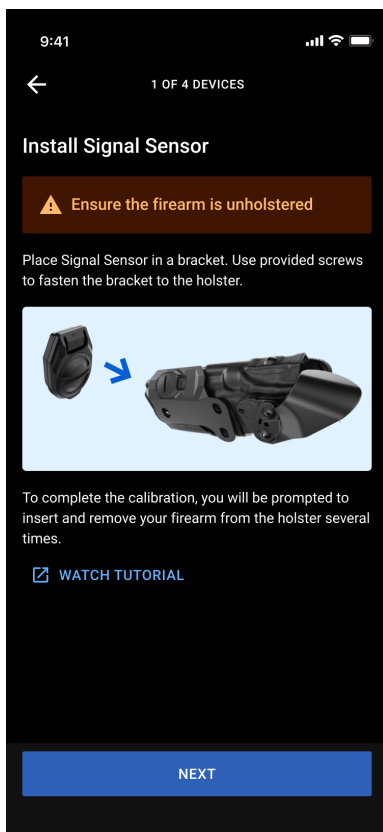 9:41
1 OF 4 DEVICES
Install Signal Sensor
Ensure the firearm is unholstered
Place Signal Sensor in a bracket. Use provided screws
to fasten the bracket to the holster.
To complete the calibration, you will be prompted to
insert and remove your firearm from the holster several
times.
WATCH TUTORIAL
NEXT